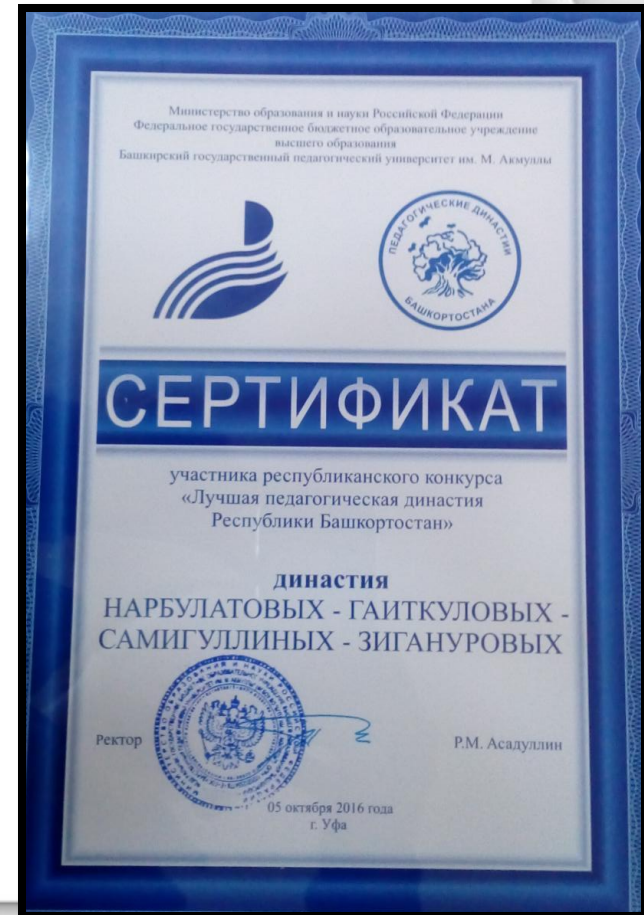 Министерство образования и науки Российской Федерации
Федеральное государственное бюджетное образовательное учреждение
высшего образования
Башкирский государственный педагогический университет им. М. Акмуллы
ПЕДАГОГИЧЕСКИЕ ДИНАСТИИ
БАШКОРТОСТАНА
СЕРТИФИКАТ
участника республиканского конкурса
«Лучшая педагогическая династия
Республики Башкортостан»
династия
НАРБУЛАТОВЫХ - ГАИТКУЛОВЫХ -
САМИГУЛЛИНЫХ - ЗИГАНУРОВЫХ
Ректор
Р.М. Асадуллин
05 октября 2016 года
г. Уфа